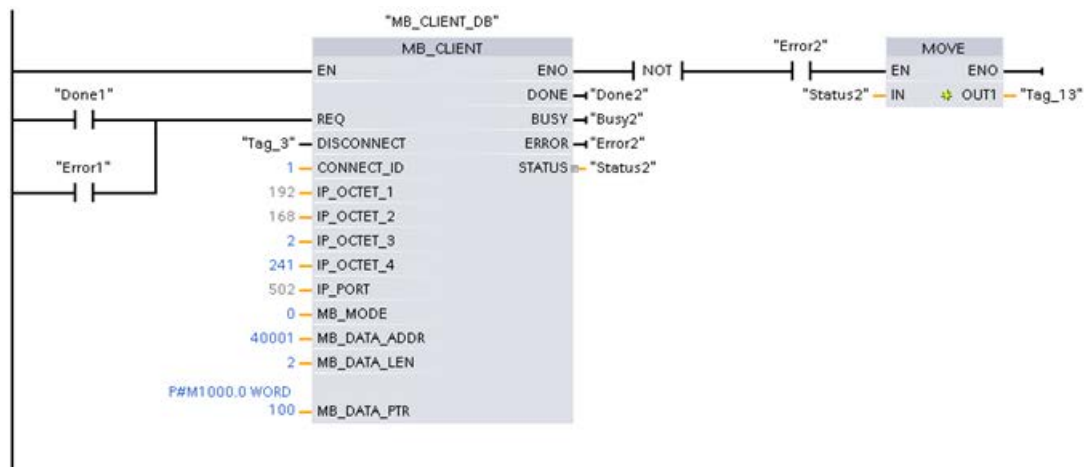 "MB_CLIENT_DB"
MB_CLIENT
"Error2"
MOVE
EN
ENO
NOT
EN
ENO
"Done1"
DONE
"Done2"
"Status2"
IN
OUT1
"Tag_13"
REQ
BUSY
"Busy2"
"Tag_3"
DISCONNECT
ERROR
"Error2"
"Error1"
1
CONNECT_ID
STATUS
"Status2"
192
IP_OCTET_1
168
IP_OCTET_2
2
IP_OCTET_3
241
IP_OCTET_4
502
IP_PORT
0
MB_MODE
40001
MB_DATA_ADDR
2
MB_DATA_LEN
P#M1000.0 WORD
100
MB_DATA_PTR